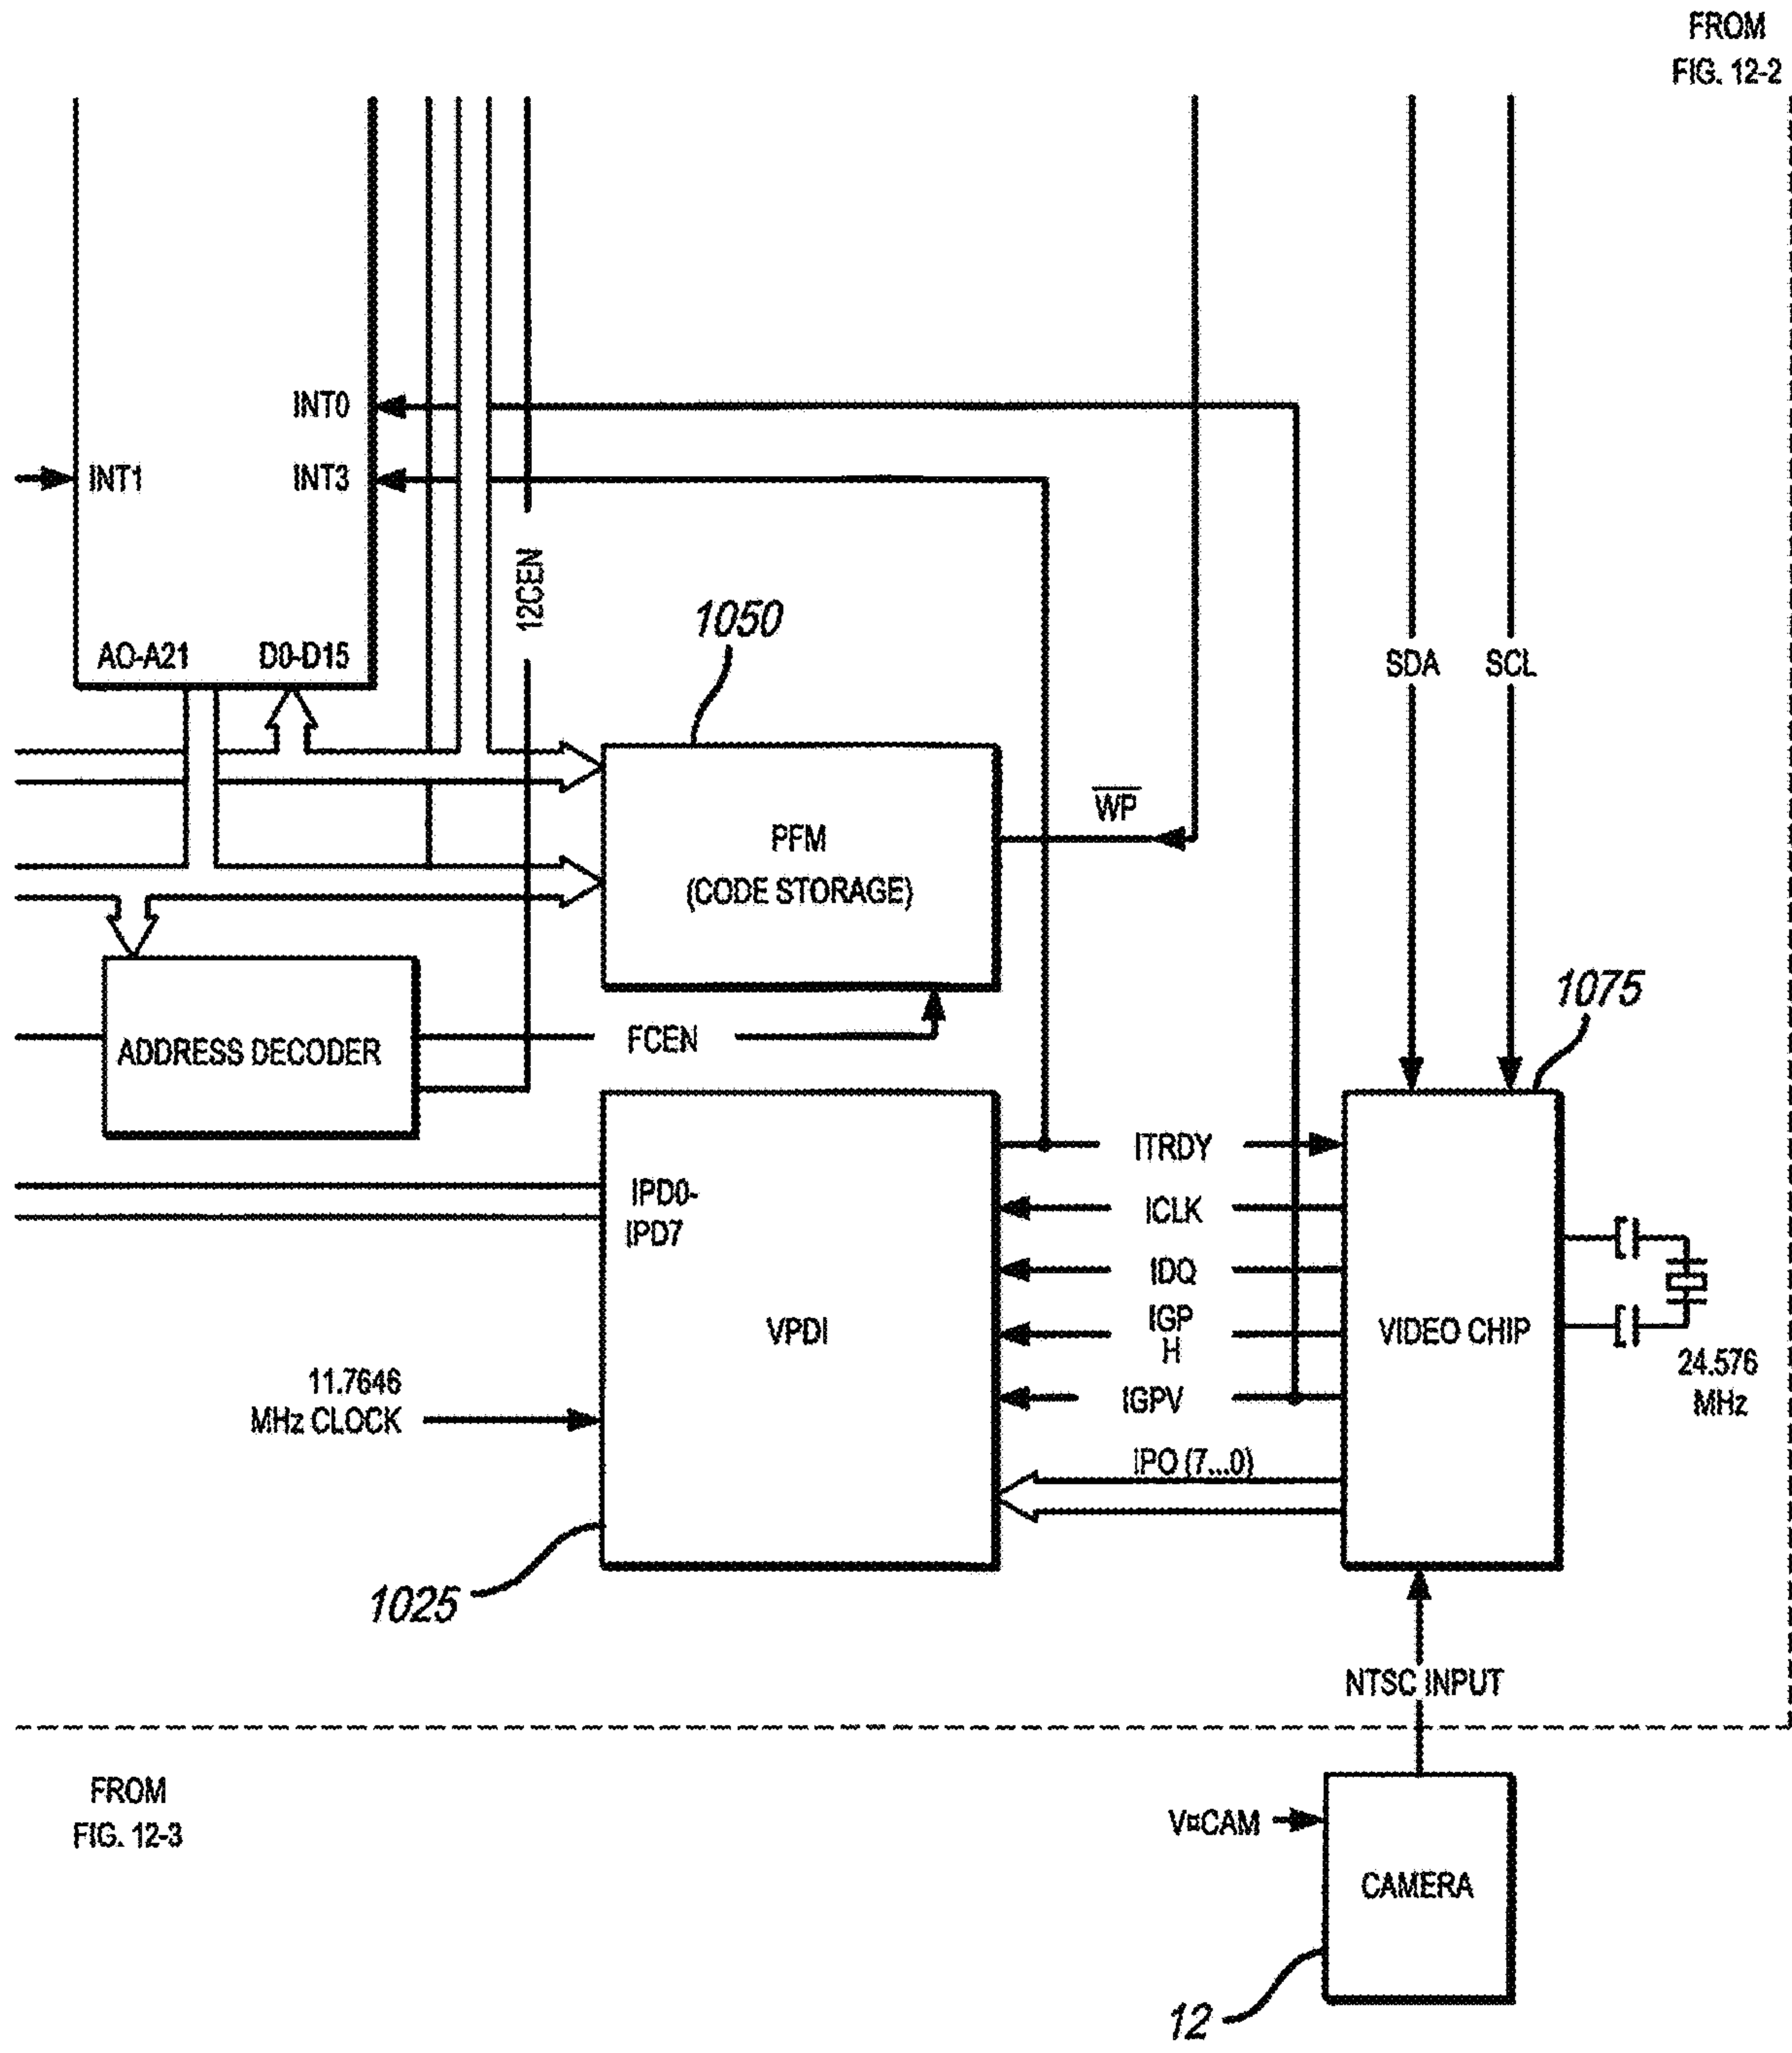 FROM
FIG. 12-2
INT0
INT1
INT3
12CEN
1050
AO-A21
D0-D15
SDA
SCL
WP
PFM
(CODE STORAGE)
1075
ADDRESS DECODER
FCEN
ITRDY
IPD0-
IPD7
ICLK
IDQ
IGP
H
VPDI
VIDEO CHIP
24.576
MHz
11.7646
MHz CLOCK
IGPV
IPO (7...0)
1025
NTSC INPUT
FROM
FIG. 12-3
V¤CAM
CAMERA
12